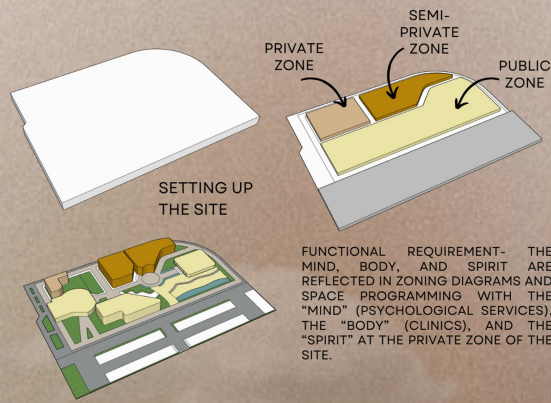 PRIVATE
ZONE
SEMI-
PRIVATE
ZONE
PUBLIC
ZONE
SETTING UP
THE SITE
FUNCTIONAL REQUIREMENT- THE
MIND, BODY, AND SPIRIT ARE
REFLECTED IN ZONING DIAGRAMS AND
SPACE PROGRAMMING WITH THE
“MIND” (PSYCHOLOGICAL SERVICES),
THE “BODY” (CLINICS), AND THE
“SPIRIT” AT THE PRIVATE ZONE OF THE
SITE.